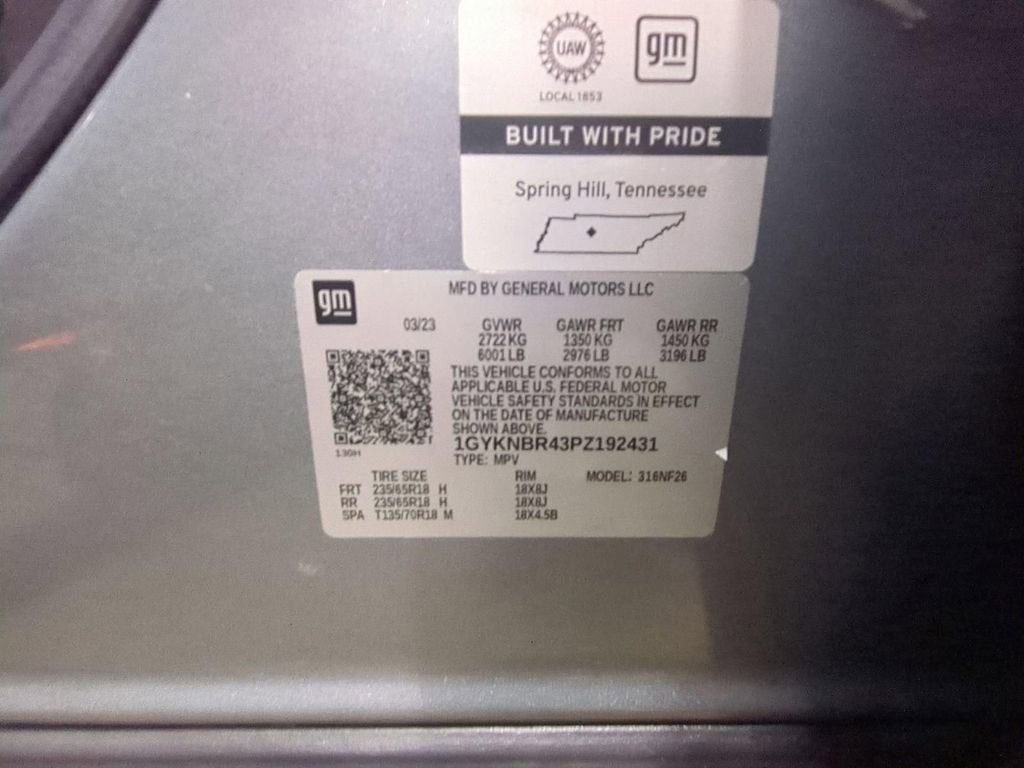 UAW gm
LOCAL 1853
BUILT WITH PRIDE
Spring Hill, Tennessee
gm MFD BY GENERAL MOTORS LLC
03/23 GVWR GAWR FRT GAWR RR
2722 KG 1350 KG 1450 KG
6001 LB 2976 LB 3196 LB
THIS VEHICLE CONFORMS TO ALL
APPLICABLE U.S. FEDERAL MOTOR
VEHICLE SAFETY STANDARDS IN EFFECT
ON THE DATE OF MANUFACTURE
SHOWN ABOVE.
1GYKNBR43PZ192431
TYPE: MPV
TIRE SIZE RIM MODEL: 316NF26
FRT 235/65R18 H 18X8J
RR 235/65R18 H 18X8J
SPA T135/70R18 M 18X4.5B